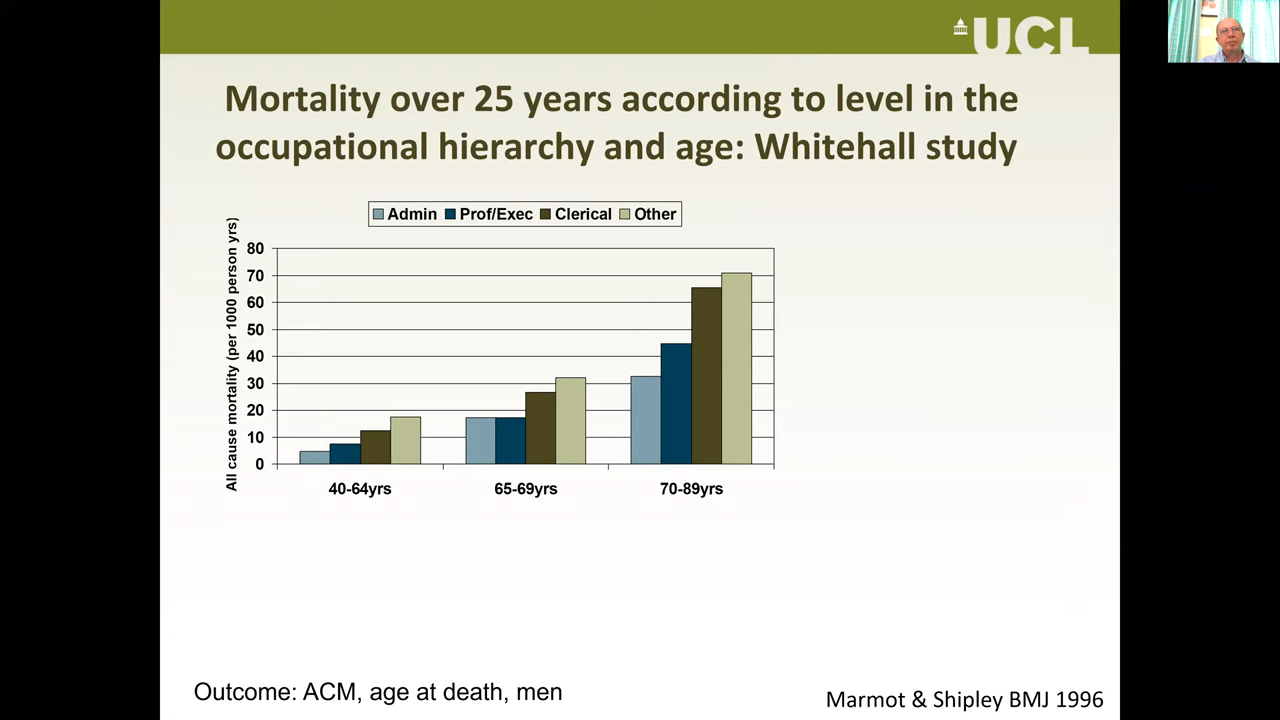 UCL
Mortality over 25 years according to level in the
occupational hierarchy and age: Whitehall study
Admin Prof/Exec Clerical Other
All cause mortality (per 1000 person yrs)
80
70
60
50
40
30
20
10
0
40-64yrs 65-69yrs 70-89yrs
Outcome: ACM, age at death, men
Marmot & Shipley BMJ 1996